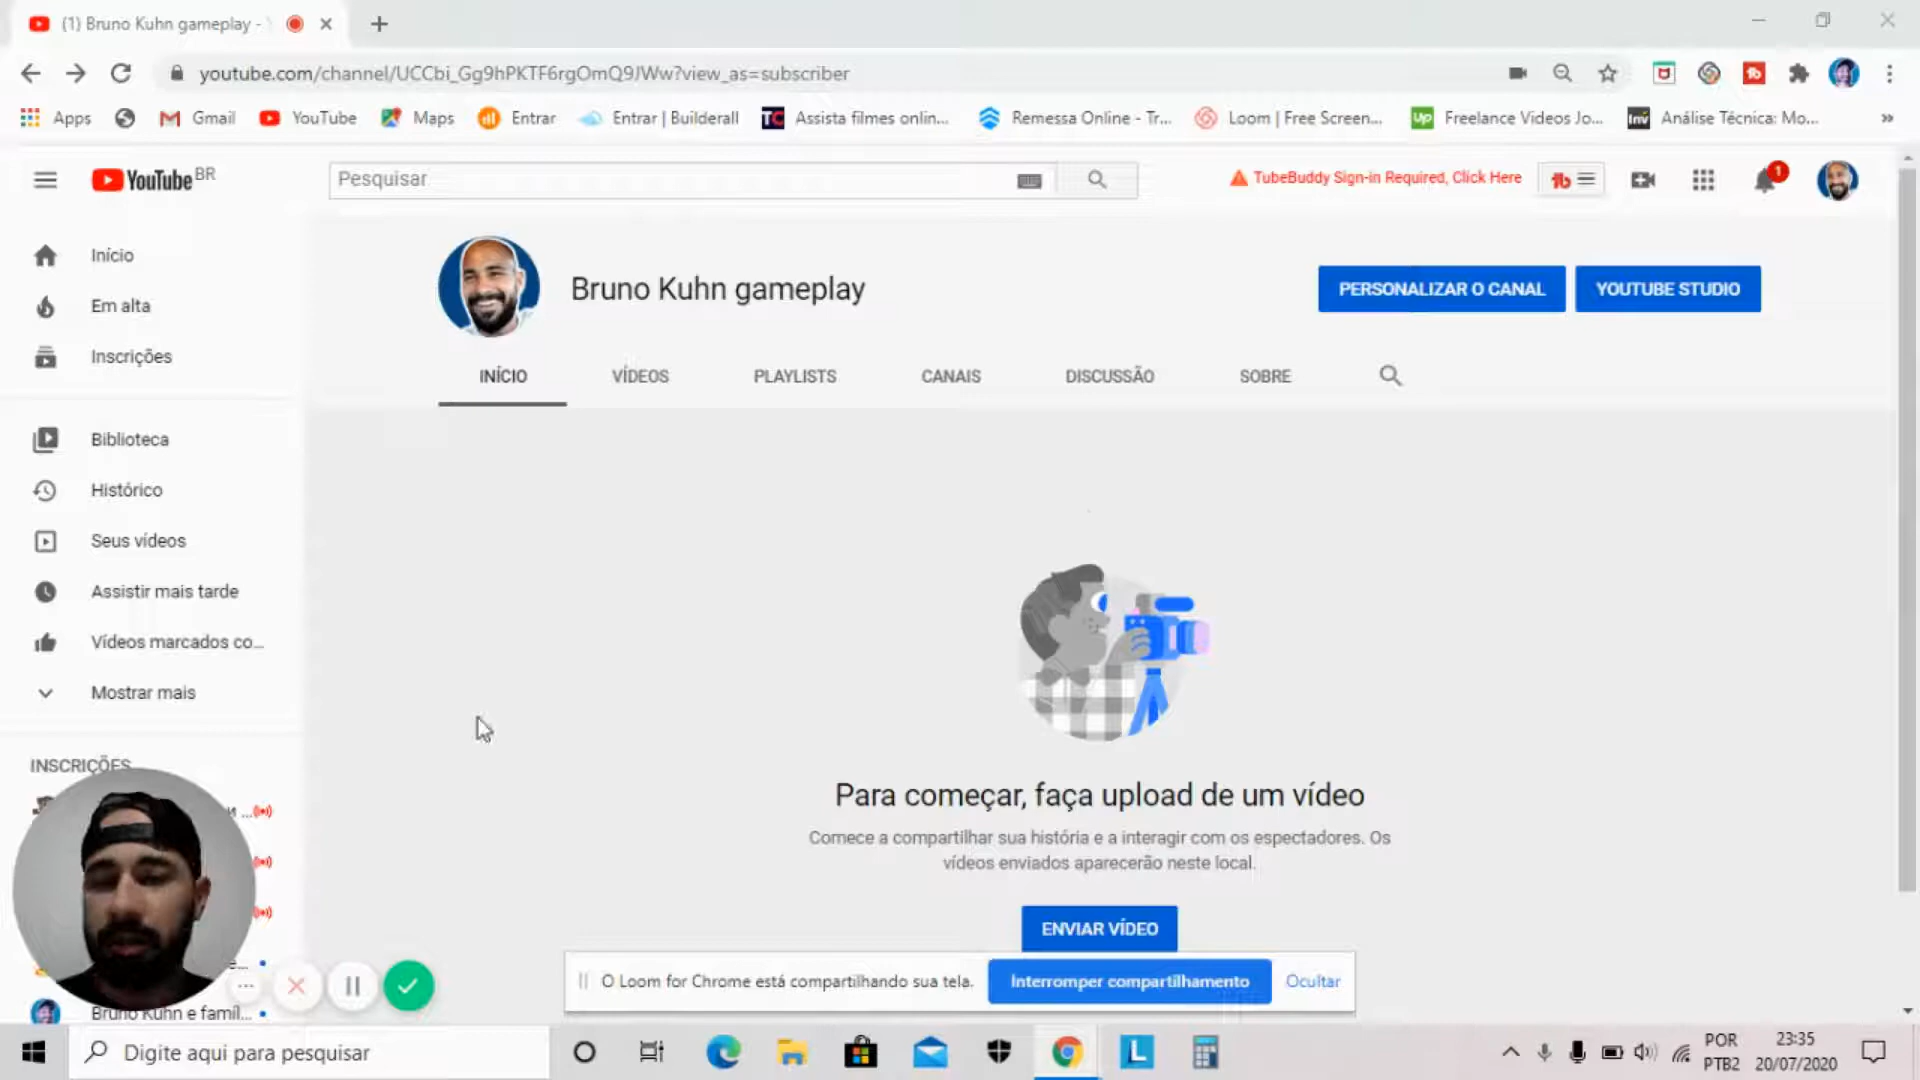 (1) Bruno Kuhn gameplay -
youtube.com/channel/UCCbi_Gg9hPKTF6rgOmQ9JWw?view_as=subscriber
Apps Gmail YouTube Maps Entrar Entrar | Builderall TC Assista filmes onlin... Remessa Online - Tr... Loom | Free Screen... up Freelance Videos Jo... Inv Análise Técnica: Mo... »
YouTube BR
Pesquisar
TubeBuddy Sign-in Required, Click Here
tb
1
Início
Em alta
Inscrições
Biblioteca
Histórico
Seus vídeos
Assistir mais tarde
Vídeos marcados co...
Mostrar mais
INSCRIÇÕES
Bruno Kuhn e famíl...
Bruno Kuhn gameplay
PERSONALIZAR O CANAL
YOUTUBE STUDIO
INÍCIO VÍDEOS PLAYLISTS CANAIS DISCUSSÃO SOBRE
Para começar, faça upload de um vídeo
Comece a compartilhar sua história e a interagir com os espectadores. Os
vídeos enviados aparecerão neste local.
ENVIAR VÍDEO
O Loom for Chrome está compartilhando sua tela. Interromper compartilhamento Ocultar
Digite aqui para pesquisar
L
POR
PTB2
23:35
20/07/2020